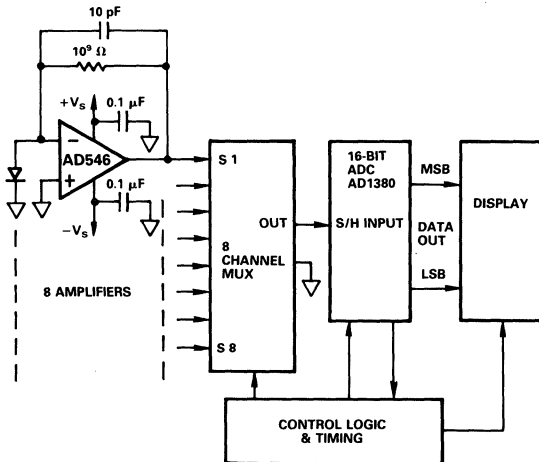 10 pF
10⁹ Ω
+VS
0.1 µF
−
AD546
+
0.1 µF
−VS
8 AMPLIFIERS
S 1
OUT
8
CHANNEL
MUX
S 8
16-BIT
ADC
AD1380
S/H INPUT
MSB
DATA
OUT
LSB
DISPLAY
CONTROL LOGIC
& TIMING